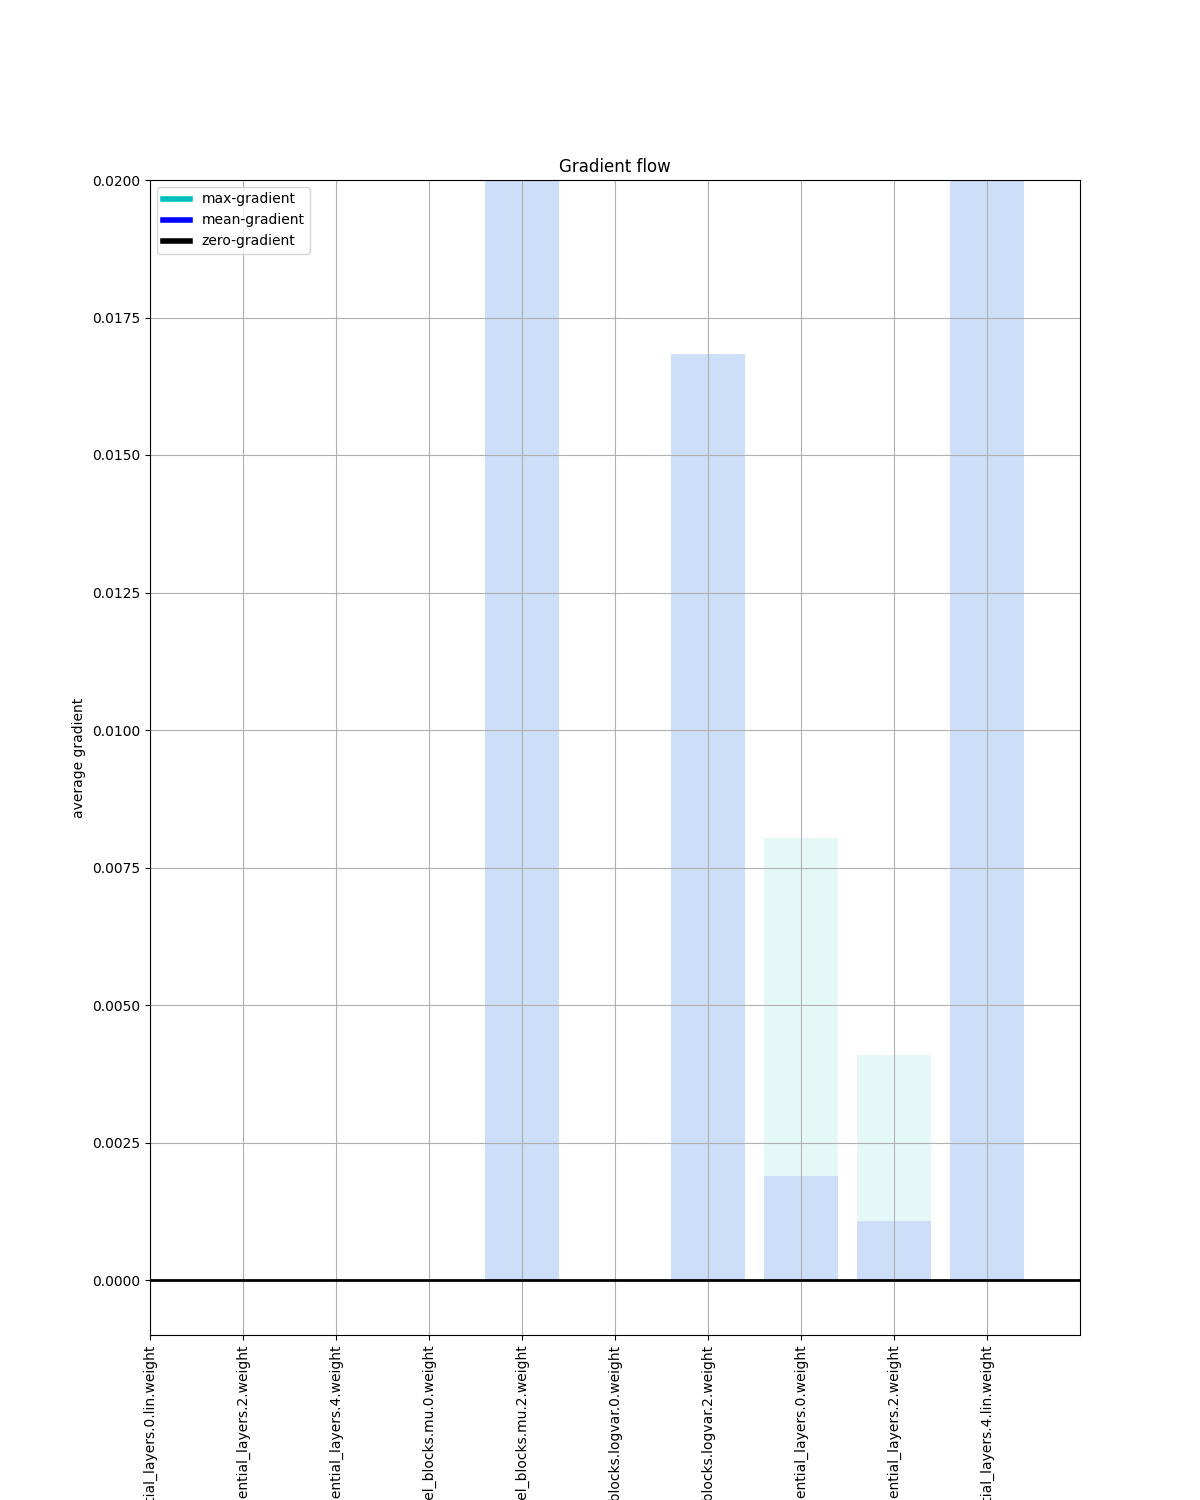 Gradient flow
max-gradient
mean-gradient
zero-gradient
average gradient
0.0200
0.0175
0.0150
0.0125
0.0100
0.0075
0.0050
0.0025
0.0000
tial_layers.0.lin.weight
ential_layers.2.weight
ential_layers.4.weight
el_blocks.mu.0.weight
el_blocks.mu.2.weight
blocks.logvar.0.weight
blocks.logvar.2.weight
ential_layers.0.weight
ential_layers.2.weight
tial_layers.4.lin.weight